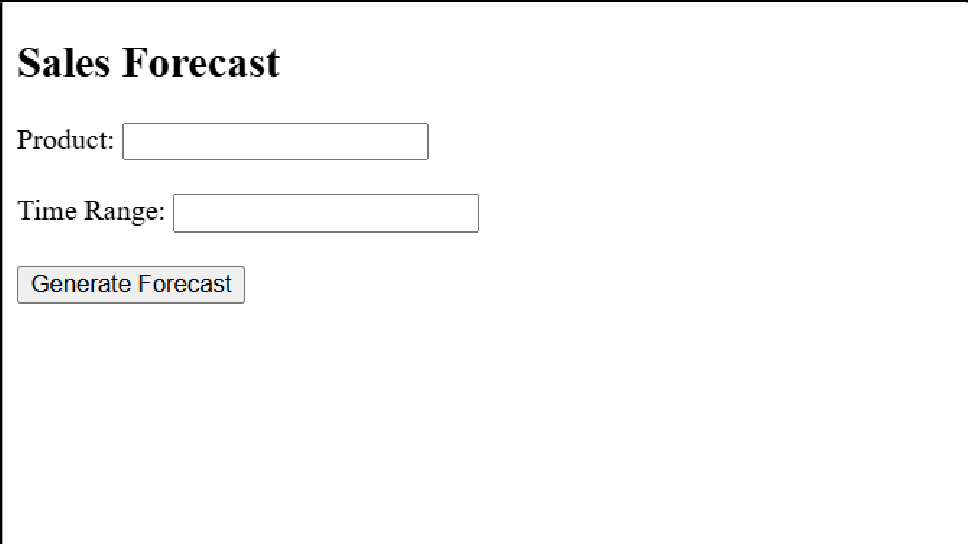 Sales Forecast
Product:
Time Range:
Generate Forecast